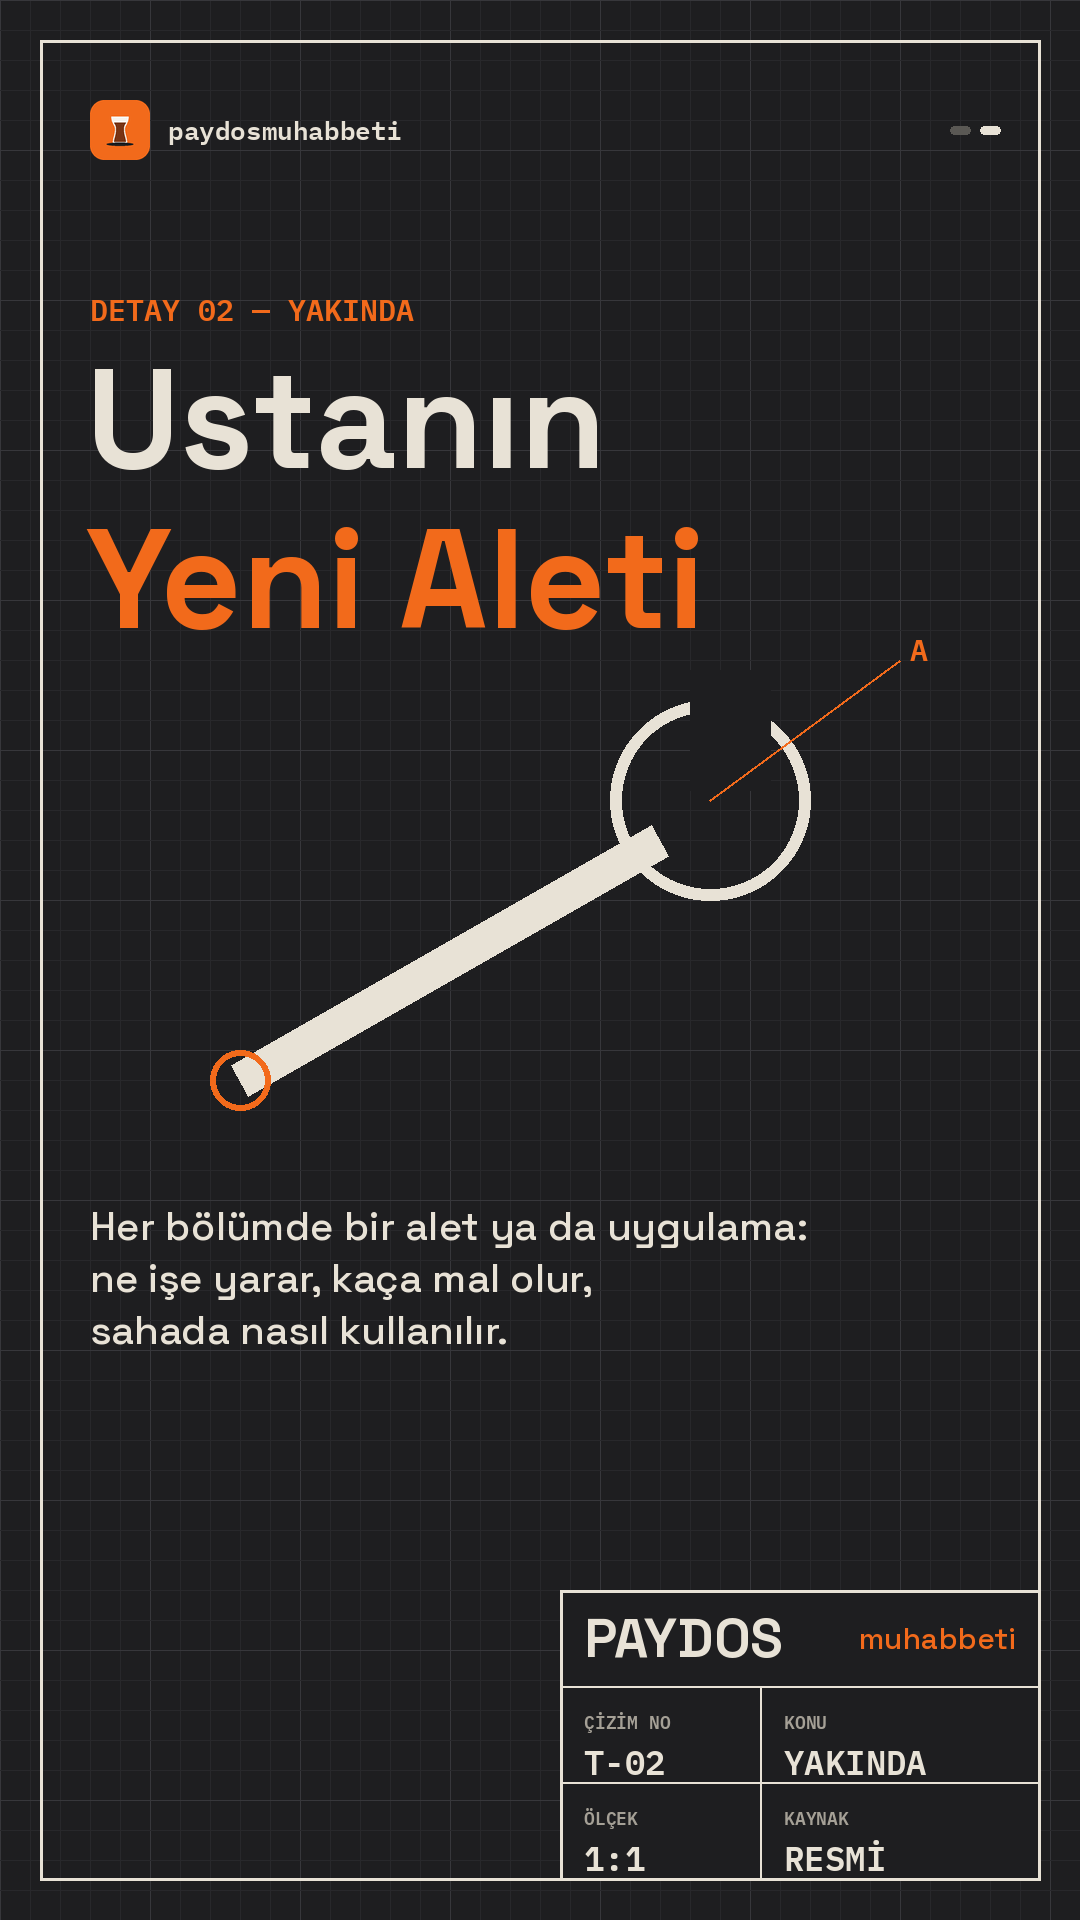 paydosmuhabbeti
DETAY 02 — YAKINDA
Ustanın
Yeni Aleti
A
Her bölümde bir alet ya da uygulama:
ne işe yarar, kaça mal olur,
sahada nasıl kullanılır.
PAYDOS muhabbeti
ÇİZİM NO KONU
T-02 YAKINDA
ÖLÇEK KAYNAK
1:1 RESMİ